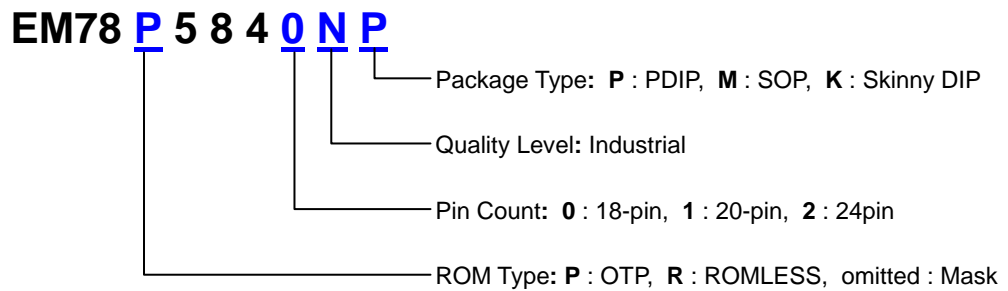 EM78 P 5 8 4 0 N P
Package Type: P : PDIP, M : SOP, K : Skinny DIP
Quality Level: Industrial
Pin Count: 0 : 18-pin, 1 : 20-pin, 2 : 24pin
ROM Type: P : OTP, R : ROMLESS, omitted : Mask